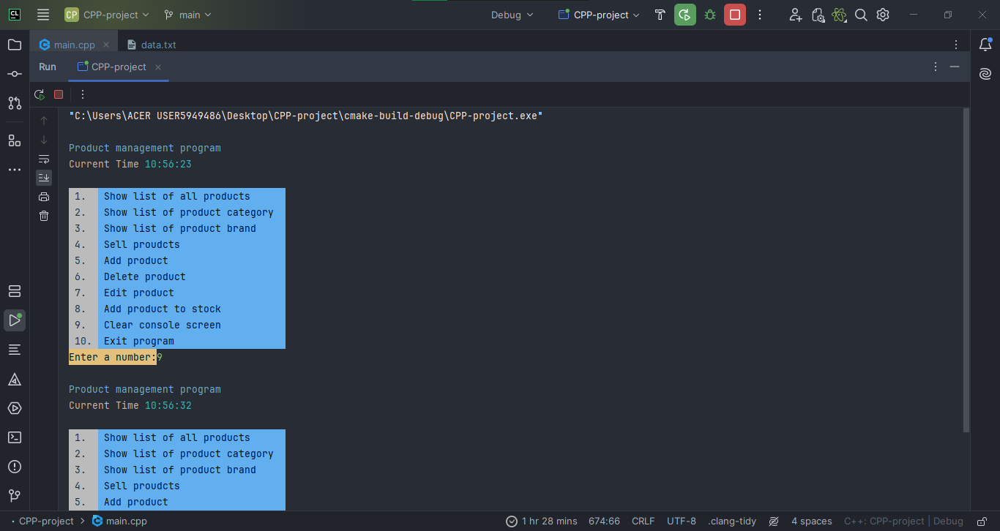 CL CP CPP-project main Debug CPP-project
main.cpp data.txt
Run CPP-project
"C:\Users\ACER USER5949486\Desktop\CPP-project\cmake-build-debug\CPP-project.exe"
Product management program
Current Time 10:56:23
1. Show list of all products
2. Show list of product category
3. Show list of product brand
4. Sell proudcts
5. Add product
6. Delete product
7. Edit product
8. Add product to stock
9. Clear console screen
10. Exit program
Enter a number:9
Product management program
Current Time 10:56:32
1. Show list of all products
2. Show list of product category
3. Show list of product brand
4. Sell proudcts
5. Add product
CPP-project main.cpp 1 hr 28 mins 674:66 CRLF UTF-8 .clang-tidy 4 spaces C++: CPP-project | Debug